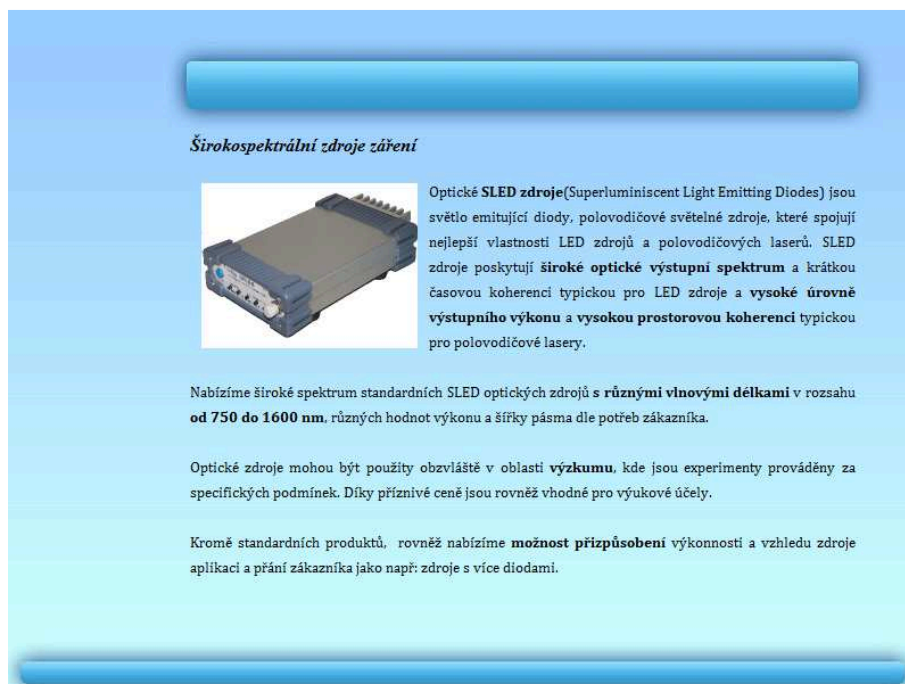 Širokospektrální zdroje záření
Optické SLED zdroje(Superluminiscent Light Emitting Diodes) jsou
světlo emitující diody, polovodičové světelné zdroje, které spojují
nejlepší vlastnosti LED zdrojů a polovodičových laserů. SLED
zdroje poskytují široké optické výstupní spektrum a krátkou
časovou koherenci typickou pro LED zdroje a vysoké úrovně
výstupního výkonu a vysokou prostorovou koherenci typickou
pro polovodičové lasery.
Nabízíme široké spektrum standardních SLED optických zdrojů s různými vlnovými délkami v rozsahu
od 750 do 1600 nm, různých hodnot výkonu a šířky pásma dle potřeb zákazníka.
Optické zdroje mohou být použity obzvláště v oblasti výzkumu, kde jsou experimenty prováděny za
specifických podmínek. Díky příznivé ceně jsou rovněž vhodné pro výukové účely.
Kromě standardních produktů, rovněž nabízíme možnost přizpůsobení výkonnosti a vzhledu zdroje
aplikaci a přání zákazníka jako např: zdroje s více diodami.